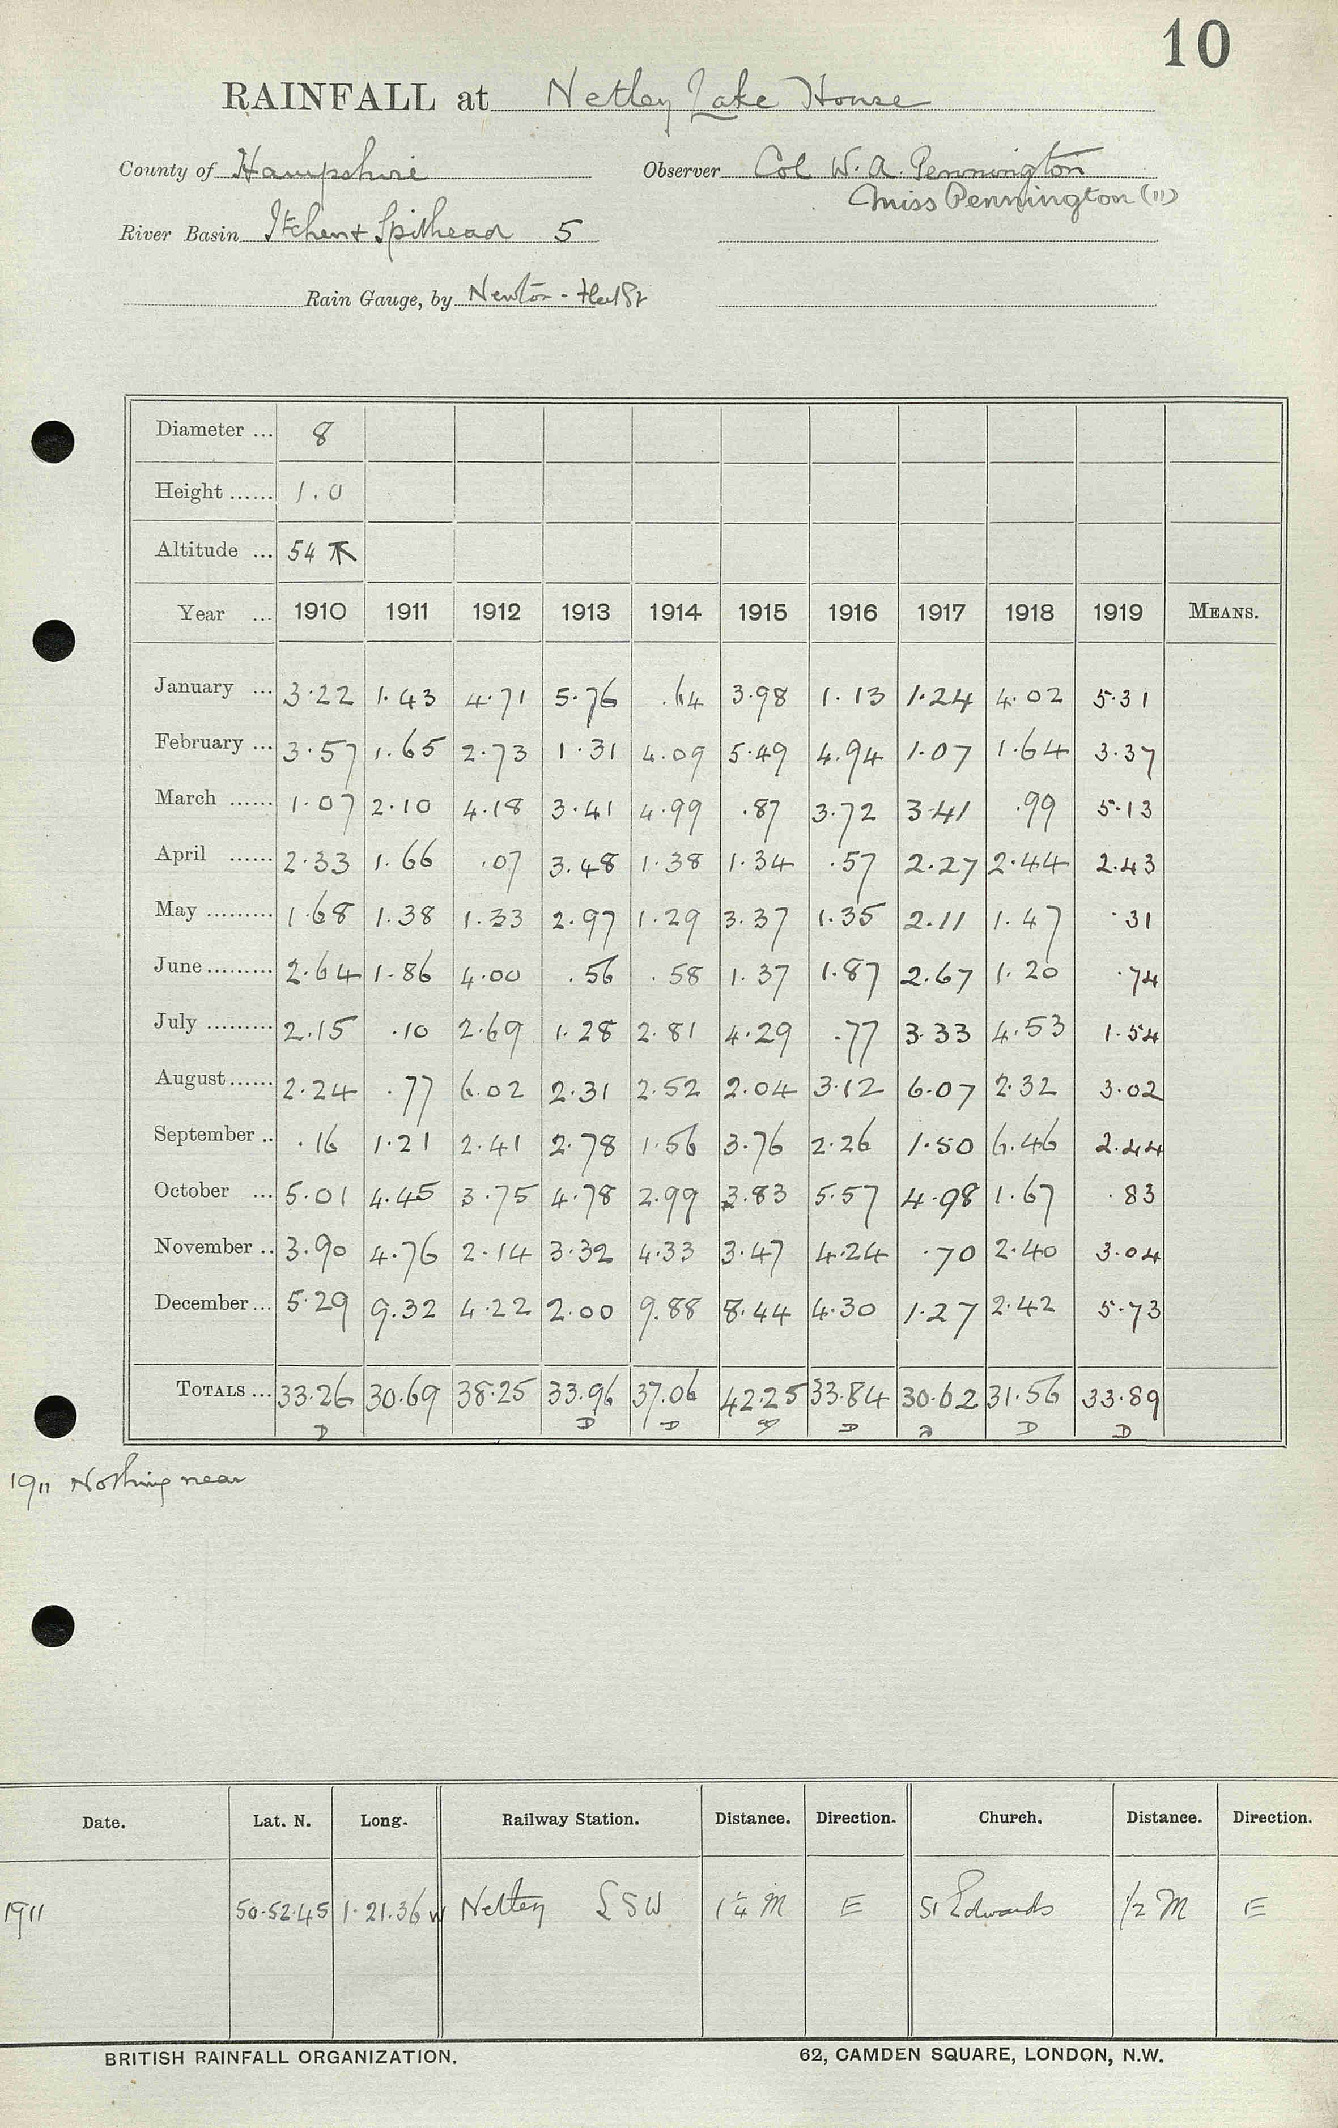 10
RAINFALL at Netley Lake House
County of Hampshire Observer Col W. A. Pennington
Miss Pennington (11)
River Basin Itchen + Spithead 5
Rain Gauge, by Newton -
Diameter ... 8
Height ...... 1.0
Altitude ... 54
Year ... 1910 1911 1912 1913 1914 1915 1916 1917 1918 1919 MEANS.
January ... 3.22 1.43 4.71 5.76 .64 3.98 1.13 1.24 4.02 5.31
February ... 3.57 1.65 2.73 1.31 4.09 5.49 4.94 1.07 1.64 3.37
March ...... 1.07 2.10 4.18 3.41 4.99 .87 3.72 3.41 .99 5.13
April ...... 2.33 1.66 .07 3.48 1.38 1.34 .57 2.27 2.44 2.43
May ......... 1.68 1.38 1.33 2.97 1.29 3.37 1.35 2.11 1.47 .31
June ......... 2.64 1.86 4.00 .56 .58 1.37 1.87 2.67 1.20 .74
July ......... 2.15 .10 2.69 1.28 2.81 4.29 .77 3.33 4.53 1.54
August ...... 2.24 .77 6.02 2.31 2.52 2.04 3.12 6.07 2.32 3.02
September .. .16 1.21 2.41 2.78 1.56 3.76 2.26 1.50 6.46 2.44
October ... 5.01 4.45 3.75 4.78 2.99 3.83 5.57 4.98 1.67 .83
November .. 3.90 4.76 2.14 3.32 4.33 3.47 4.24 .70 2.40 3.04
December ... 5.29 9.32 4.22 2.00 9.88 8.44 4.30 1.27 2.42 5.73
TOTALS ... 33.26 30.69 38.25 33.96 37.06 42.25 33.84 30.62 31.56 33.89
D D D D D D D D
1911 Nothing near
Date. Lat. N. Long. Railway Station. Distance. Direction. Church. Distance. Direction.
1911 50.52.45 1.21.36 W Netley LSW 1¼ M E St Edwards 1/2 M E
BRITISH RAINFALL ORGANIZATION. 62, CAMDEN SQUARE, LONDON, N.W.